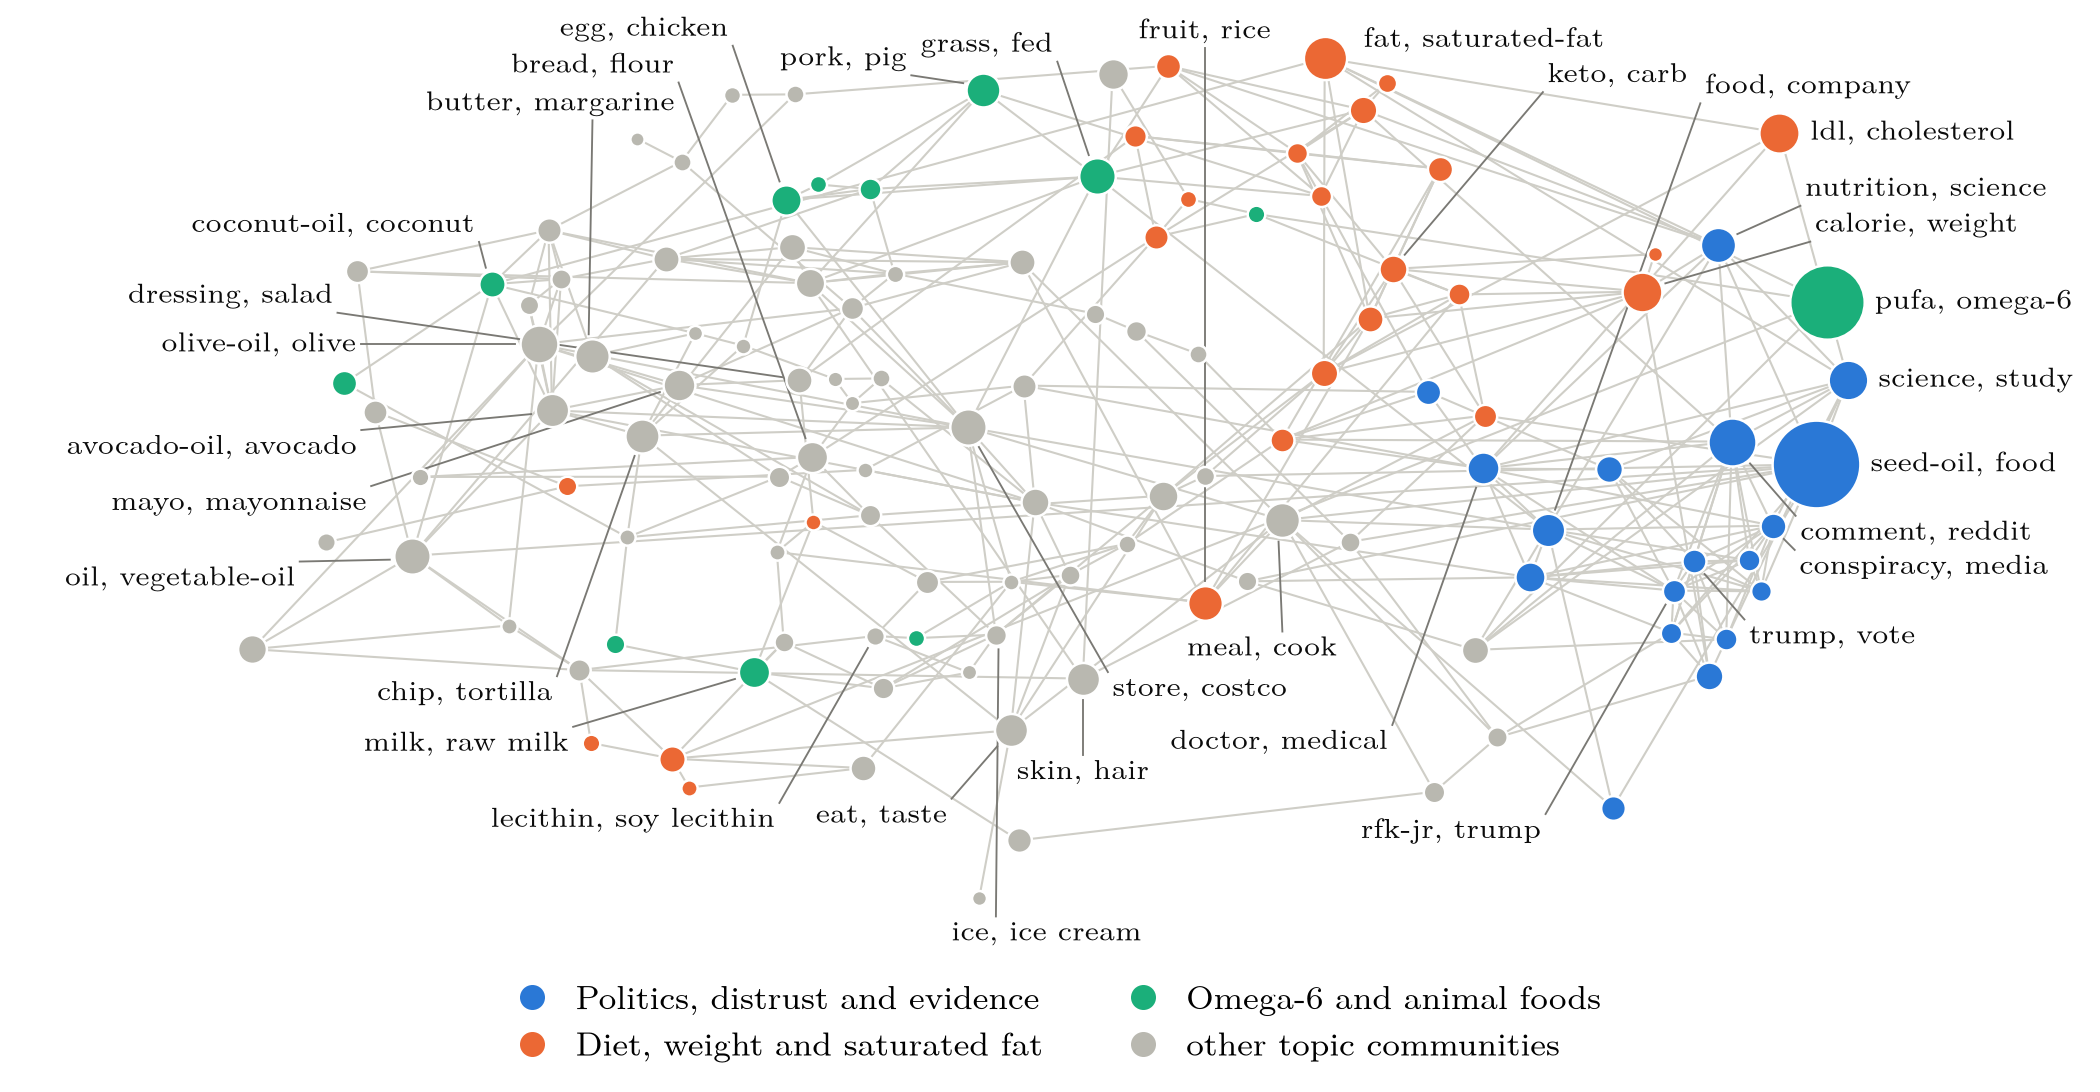 egg, chicken
bread, flour
butter, margarine
pork, pig
grass, fed
fruit, rice
fat, saturated-fat
keto, carb
food, company
ldl, cholesterol
nutrition, science
calorie, weight
coconut-oil, coconut
dressing, salad
olive-oil, olive
pufa, omega-6
science, study
avocado-oil, avocado
seed-oil, food
mayo, mayonnaise
comment, reddit
conspiracy, media
oil, vegetable-oil
trump, vote
meal, cook
chip, tortilla
store, costco
milk, raw milk
doctor, medical
skin, hair
lecithin, soy lecithin
eat, taste
rfk-jr, trump
ice, ice cream
Politics, distrust and evidence
Omega-6 and animal foods
Diet, weight and saturated fat
other topic communities